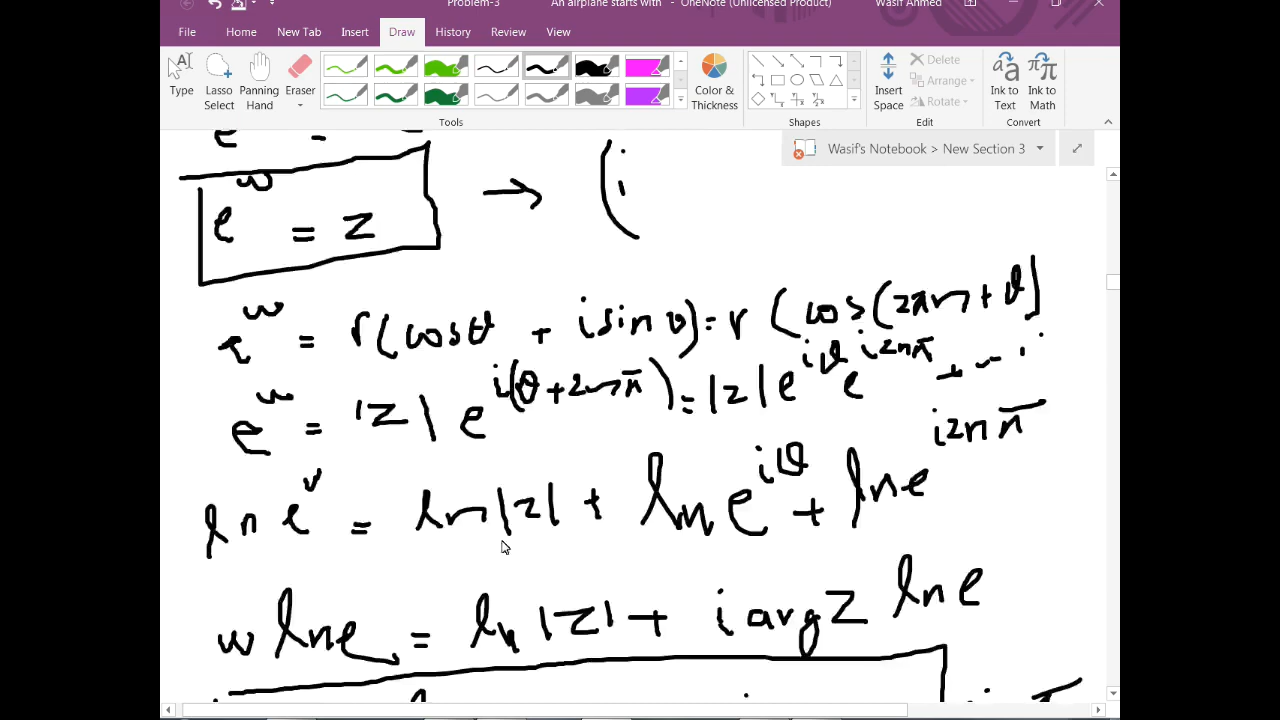 Problem-3 An airplane starts with - OneNote (Unlicensed Product) Wasif Ahmed
File Home New Tab Insert Draw History Review View
Type Lasso Select Panning Hand Eraser Color & Thickness Insert Space Delete Arrange Rotate Ink to Text Ink to Math
Tools Shapes Edit Convert
Wasif's Notebook > New Section 3
e^w = z → (i
e^w = r(cosθ + i sin θ) = r (cos(2πn + θ)
+ ...
e^w = |z| e^i(θ+2nπ) = |z| e^iθ e^i2nπ
ln e^w = ln|z| + ln e^iθ + ln e^i2nπ
w ln e = ln |z| + i arg z ln e